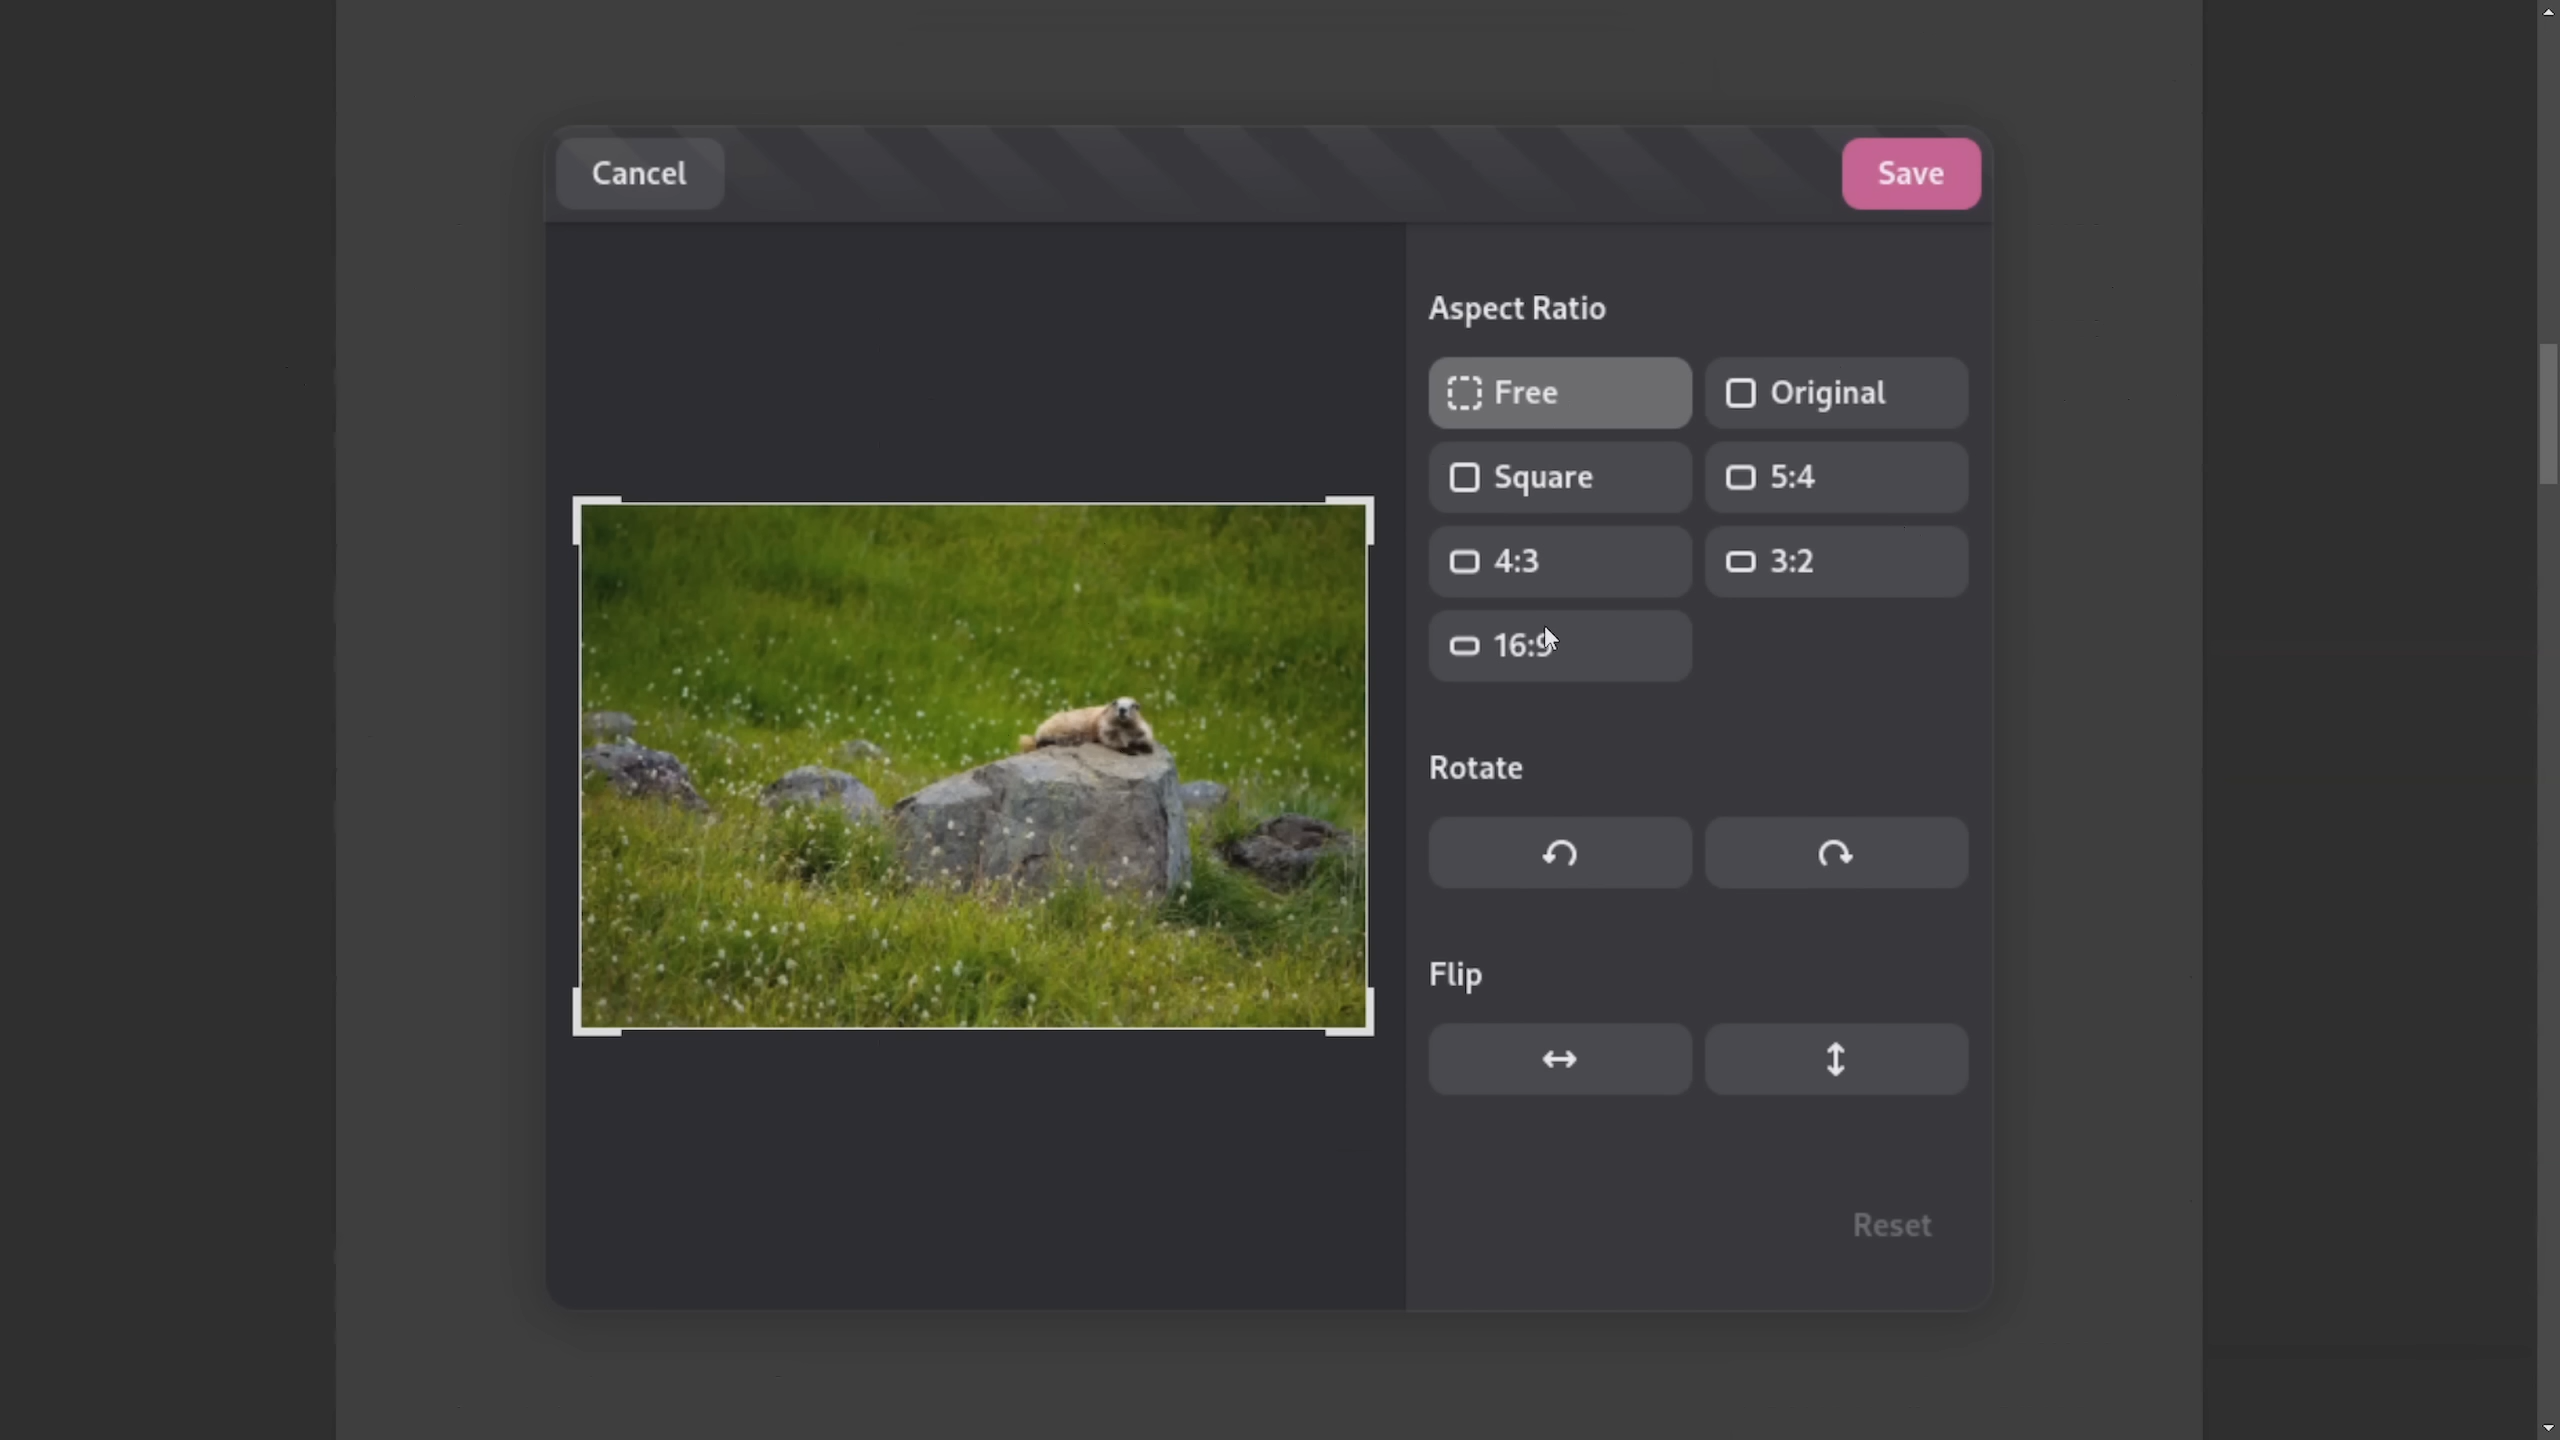 Cancel
Save
Aspect Ratio
Free
Original
Square
5:4
4:3
3:2
16:9
Rotate
Flip
Reset